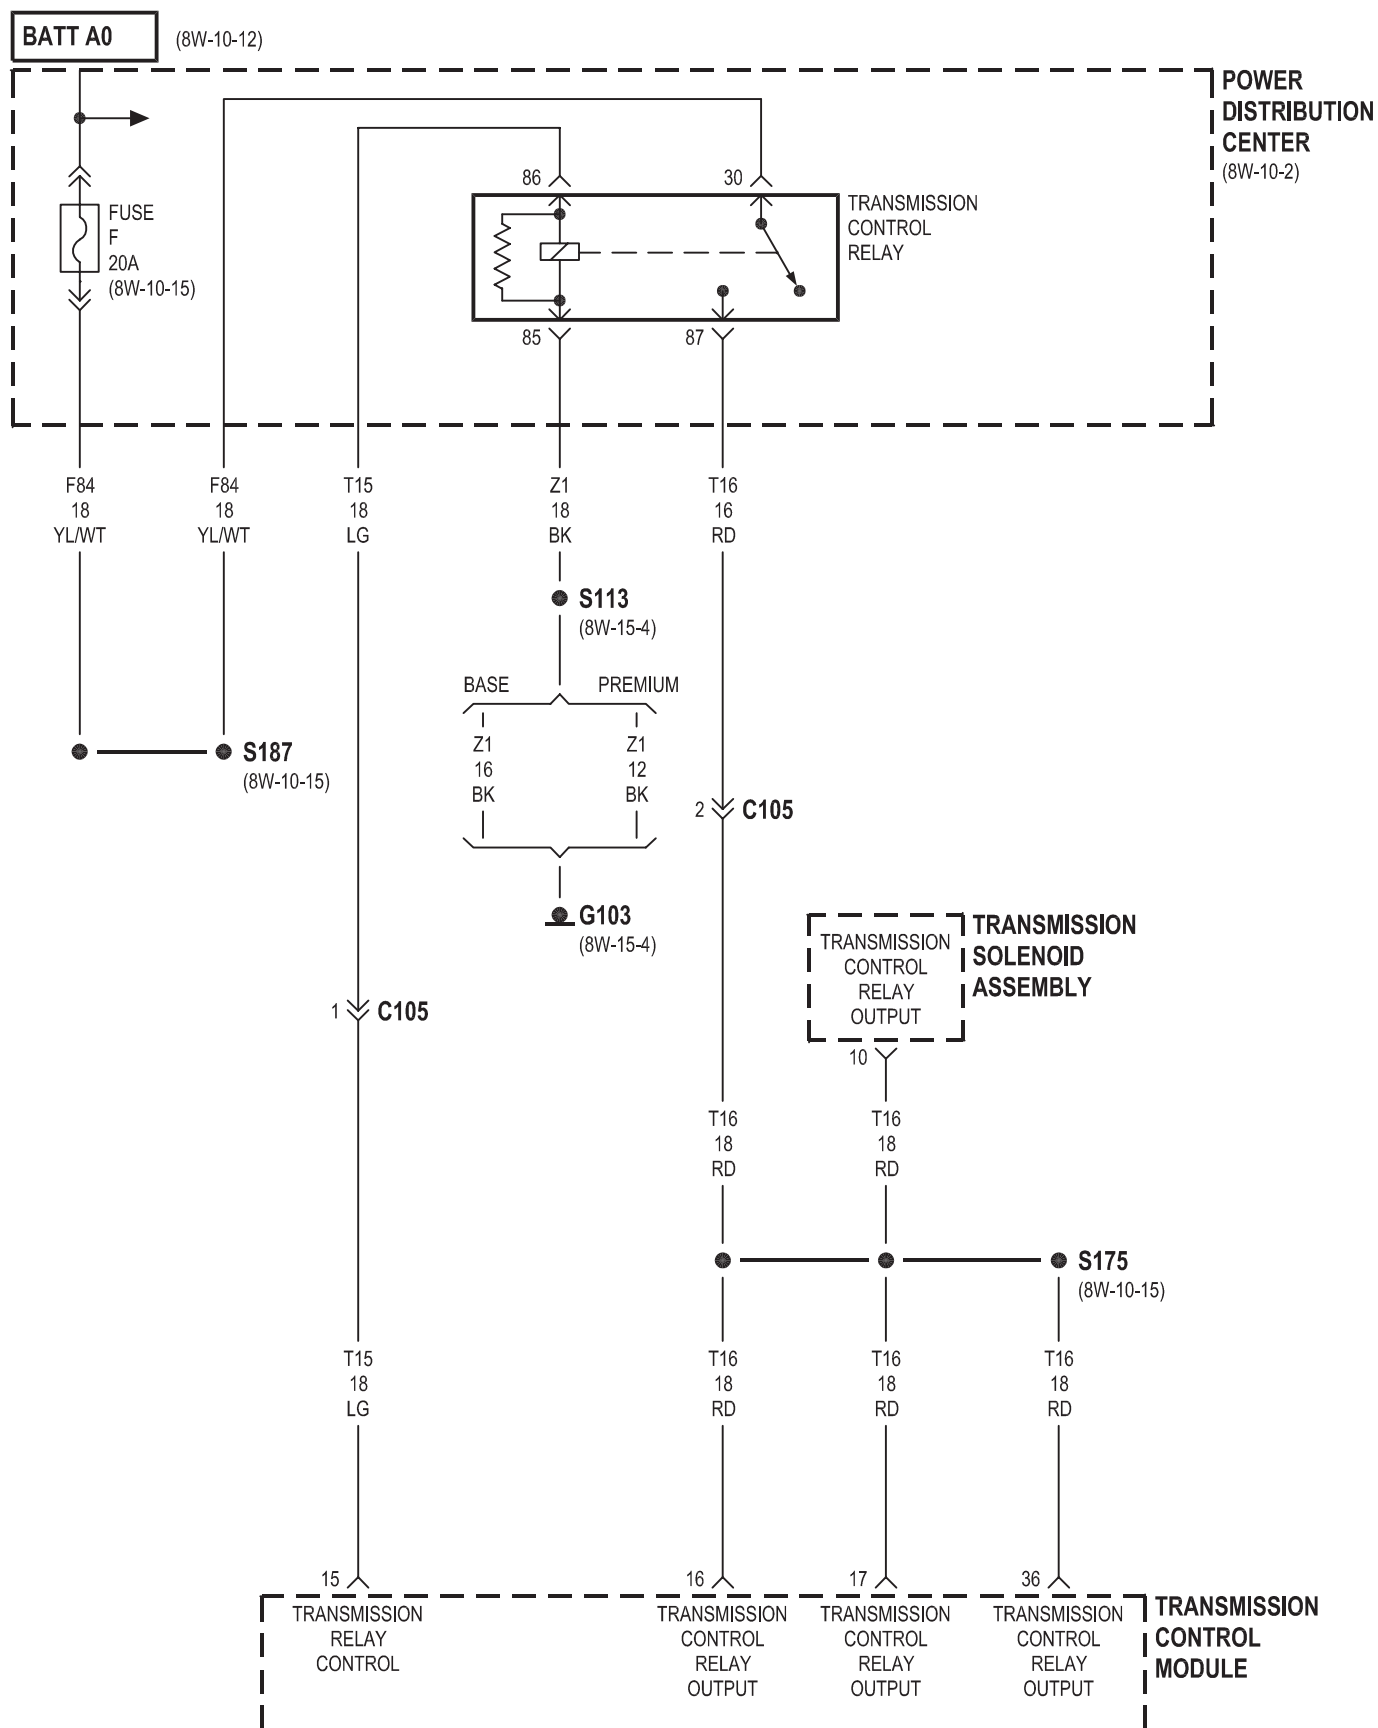 BATT A0
(8W-10-12)
POWER
DISTRIBUTION
CENTER
(8W-10-2)
86
30
TRANSMISSION
CONTROL
RELAY
FUSE
F
20A
(8W-10-15)
85
87
F84
18
YL/WT
F84
18
YL/WT
T15
18
LG
Z1
18
BK
T16
16
RD
S113
(8W-15-4)
BASE
PREMIUM
Z1
16
BK
Z1
12
BK
S187
(8W-10-15)
2
C105
G103
(8W-15-4)
TRANSMISSION
CONTROL
RELAY
OUTPUT
TRANSMISSION
SOLENOID
ASSEMBLY
1
C105
10
T16
18
RD
T16
18
RD
S175
(8W-10-15)
T15
18
LG
T16
18
RD
T16
18
RD
T16
18
RD
15
16
17
36
TRANSMISSION
RELAY
CONTROL
TRANSMISSION
CONTROL
RELAY
OUTPUT
TRANSMISSION
CONTROL
RELAY
OUTPUT
TRANSMISSION
CONTROL
RELAY
OUTPUT
TRANSMISSION
CONTROL
MODULE